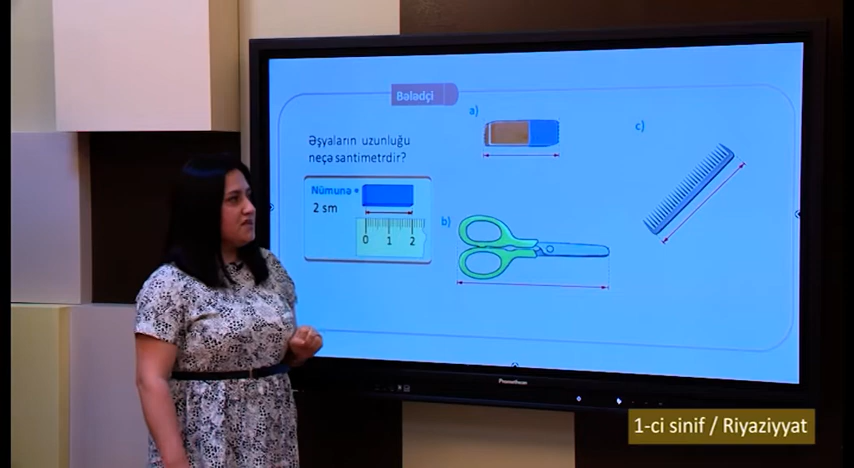 Bələdçi
Əşyaların uzunluğu
neçə santimetrdir?
Nümunə
2 sm
0 1 2
a)
b)
c)
Promethean
1-ci sinif / Riyaziyyat